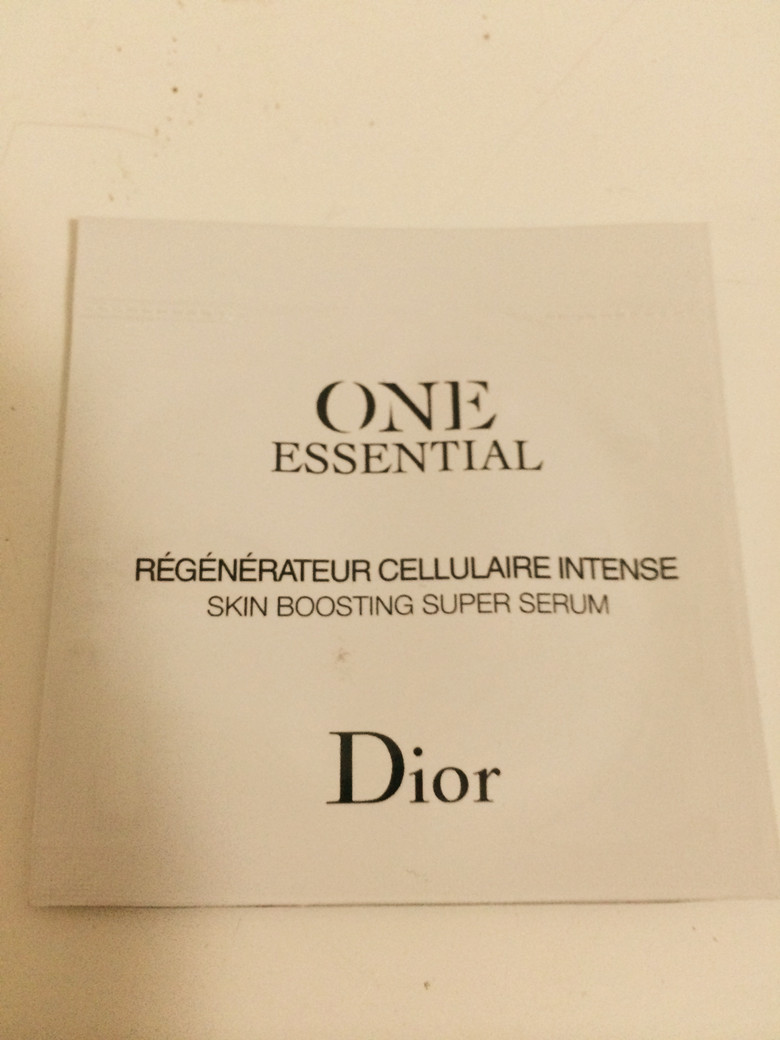 ONE
ESSENTIAL
RÉGÉNÉRATEUR CELLULAIRE INTENSE
SKIN BOOSTING SUPER SERUM
Dior